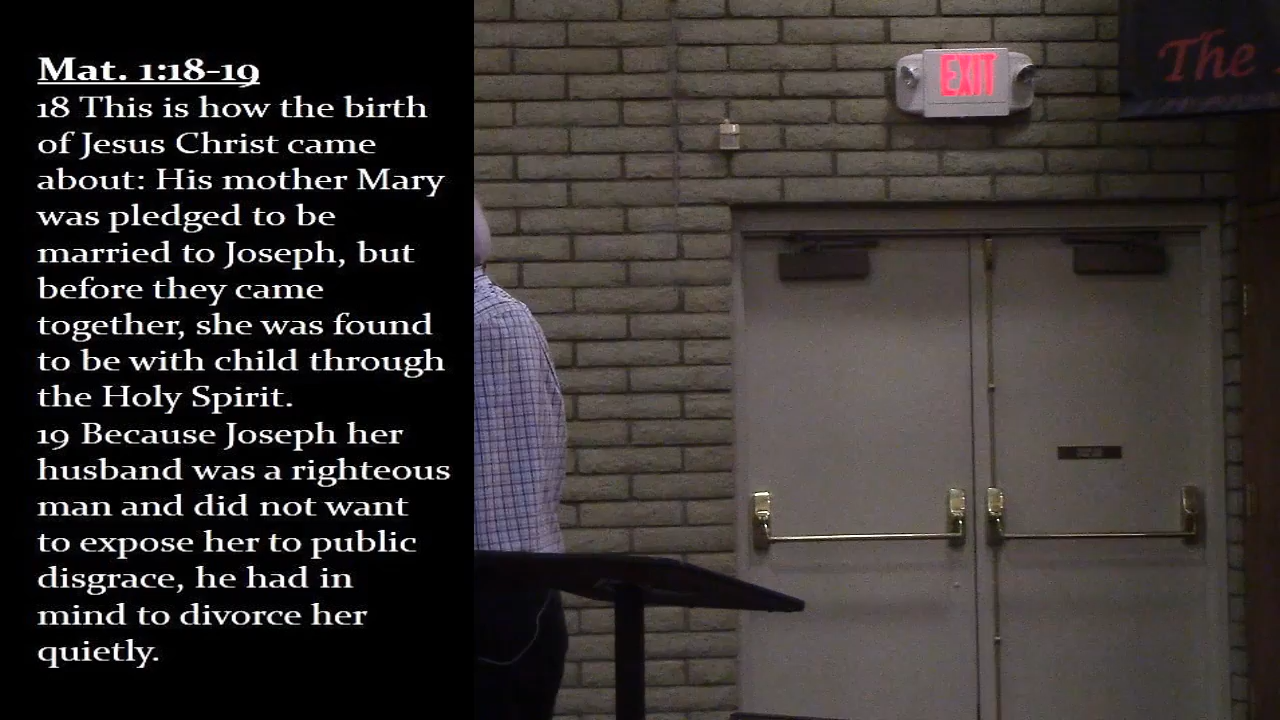 Mat. 1:18-19
18 This is how the birth
of Jesus Christ came
about: His mother Mary
was pledged to be
married to Joseph, but
before they came
together, she was found
to be with child through
the Holy Spirit.
19 Because Joseph her
husband was a righteous
man and did not want
to expose her to public
disgrace, he had in
mind to divorce her
quietly.
EXIT
The